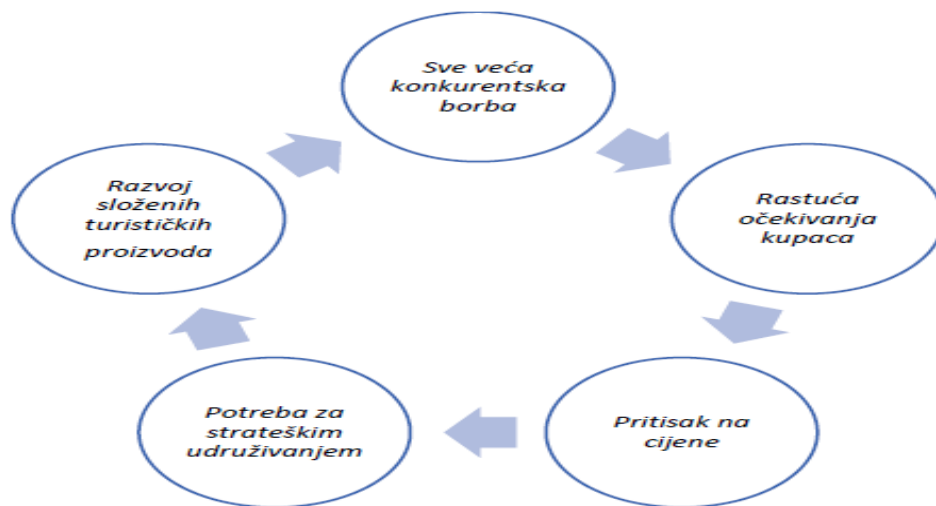 Sve veća
konkurentska
borba
Rastuća
očekivanja
kupaca
Pritisak na
cijene
Potreba za
strateškim
udruživanjem
Razvoj
složenih
turističkih
proizvoda